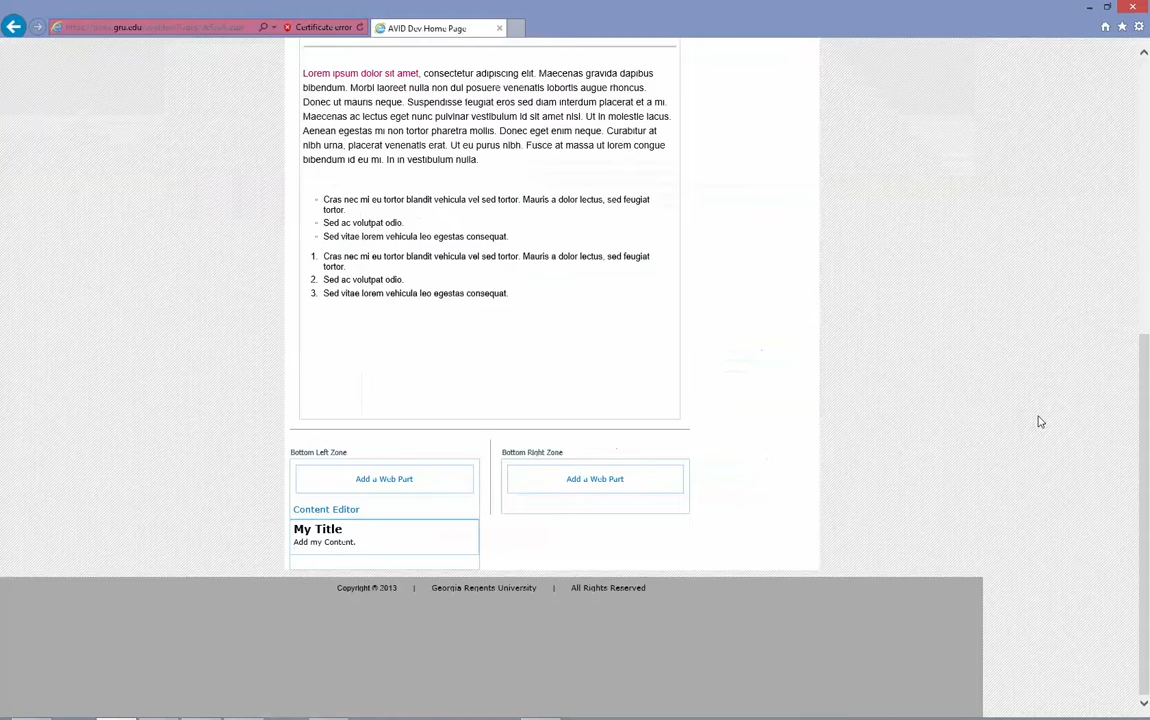 gru.edu
Certificate error
AVID Dev Home Page
Lorem ipsum dolor sit amet, consectetur adipiscing elit. Maecenas gravida dapibus
bibendum. Morbi laoreet nulla non dul posuere venenatis lobortis augue rhoncus.
Donec ut mauris neque. Suspendisse feugiat eros sed diam interdum placerat et a mi.
Maecenas ac lectus eget nunc pulvinar vestibulum id sit amet nisl. Ut in molestie lacus.
Aenean egestas mi non tortor pharetra mollis. Donec eget enim neque. Curabitur at
nibh urna, placerat venenatis erat. Ut eu purus nibh. Fusce at massa ut lorem congue
bibendum id eu mi. In in vestibulum nulla.
Cras nec mi eu tortor blandit vehicula vel sed tortor. Mauris a dolor lectus, sed feugiat
tortor.
Sed ac volutpat odio.
Sed vitae lorem vehicula leo egestas consequat.
1. Cras nec mi eu tortor blandit vehicula vel sed tortor. Mauris a dolor lectus, sed feugiat
tortor.
2. Sed ac volutpat odio.
3. Sed vitae lorem vehicula leo egestas consequat.
Bottom Left Zone
Add a Web Part
Content Editor
My Title
Add my Content.
Bottom Right Zone
Add a Web Part
Copyright © 2013 | Georgia Regents University | All Rights Reserved